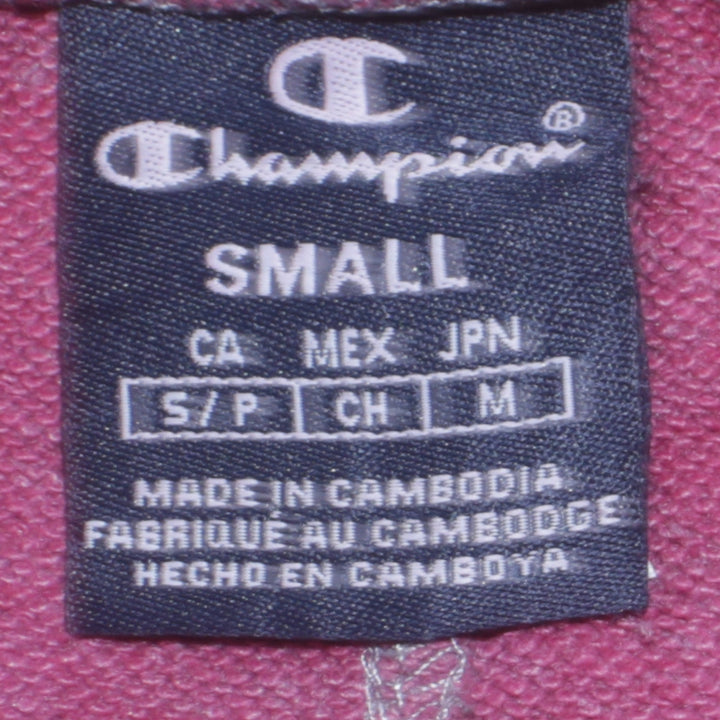 Champion®
SMALL
CA MEX JPN
S/P CH M
MADE IN CAMBODIA
FABRIQUÉ AU CAMBODGE
HECHO EN CAMBOYA